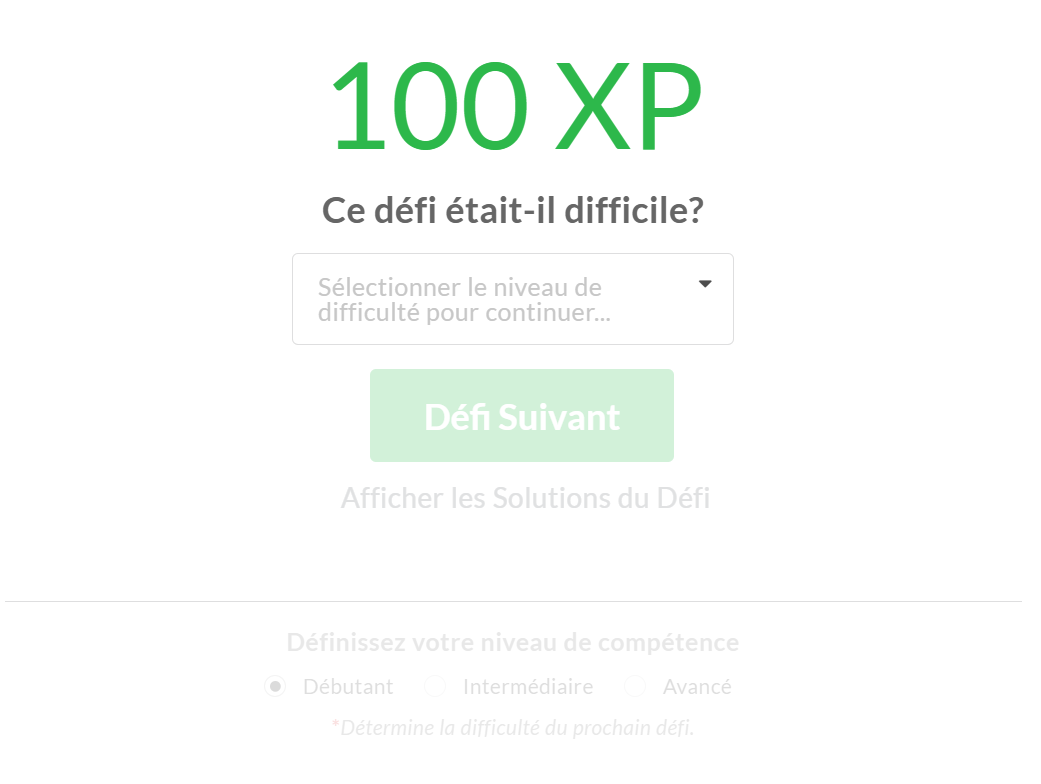 100 XP
Ce défi était-il difficile?
Sélectionner le niveau de
difficulté pour continuer...
Défi Suivant
Afficher les Solutions du Défi
Définissez votre niveau de compétence
Débutant Intermédiaire Avancé
*Détermine la difficulté du prochain défi.